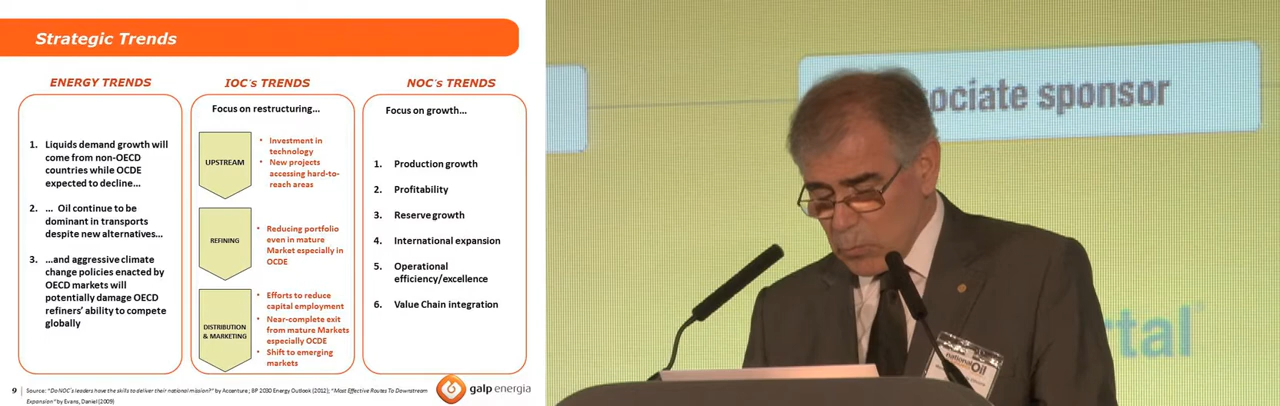 Strategic Trends
ENERGY TRENDS
1. Liquids demand growth will
come from non-OECD
countries while OCDE
expected to decline...
2. ... Oil continue to be
dominant in transports
despite new alternatives...
3. ...and aggressive climate
change policies enacted by
OECD markets will
potentially damage OECD
refiners' ability to compete
globally
IOC´s TRENDS
Focus on restructuring...
UPSTREAM
• Investment in
technology
• New projects
accessing hard-to-
reach areas
REFINING
• Reducing portfolio
even in mature
Market especially in
OCDE
DISTRIBUTION
& MARKETING
• Efforts to reduce
capital employment
• Near-complete exit
from mature Markets
especially OCDE
• Shift to emerging
markets
NOC´s TRENDS
Focus on growth...
1. Production growth
2. Profitability
3. Reserve growth
4. International expansion
5. Operational
efficiency/excellence
6. Value Chain integration
9
Source: "Do NOC´s leaders have the skills to deliver their national mission?" by Accenture; BP 2030 Energy Outlook (2012); "Most Effective Routes To Downstream
Expansion" by Evans, Daniel (2009)
galp energia
ociate sponsor
rtal
national
Oil